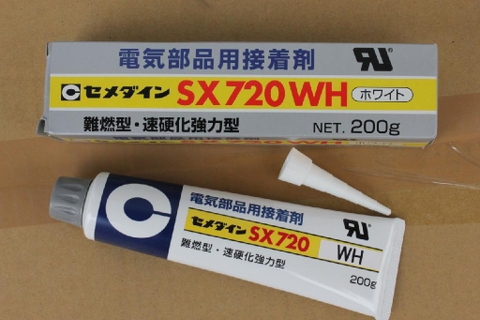 電気部品用接着剤
セメダイン SX720WH ホワイト
難燃型・速硬化強力型 NET. 200g
電気部品用接着剤
セメダイン SX720 WH
難燃型・速硬化強力型
200g